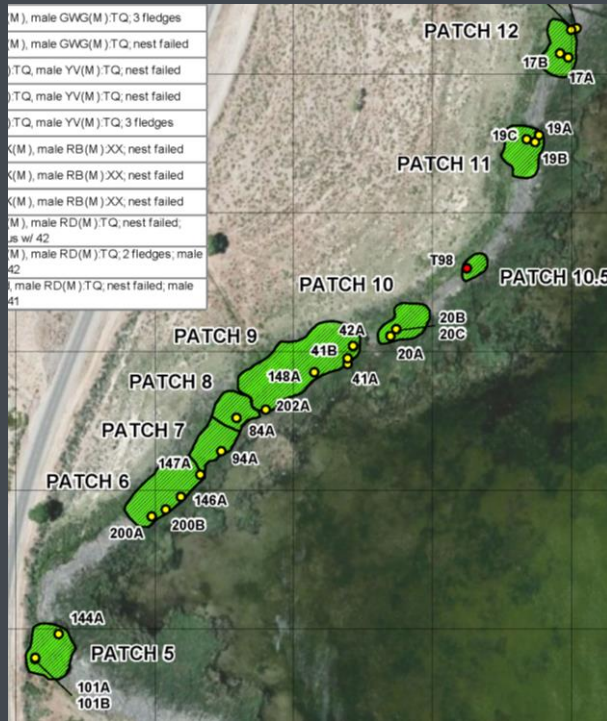 (M), male GWG(M):TQ; 3 fledges
(M), male GWG(M):TQ; nest failed
):TQ, male YV(M):TQ; nest failed
):TQ, male YV(M):TQ; nest failed
):TQ, male YV(M):TQ; 3 fledges
K(M), male RB(M):XX; nest failed
K(M), male RB(M):XX; nest failed
K(M), male RB(M):XX; nest failed
(M), male RD(M):TQ; nest failed;
us w/ 42
(M), male RD(M):TQ; 2 fledges; male
42
, male RD(M):TQ; nest failed; male
41
PATCH 12
17B
17A
19C
19A
19B
PATCH 11
T98
PATCH 10.5
PATCH 10
20B
20C
20A
PATCH 9
42A
41B
41A
148A
PATCH 8
202A
84A
PATCH 7
94A
147A
PATCH 6
146A
200B
200A
144A
PATCH 5
101A
101B